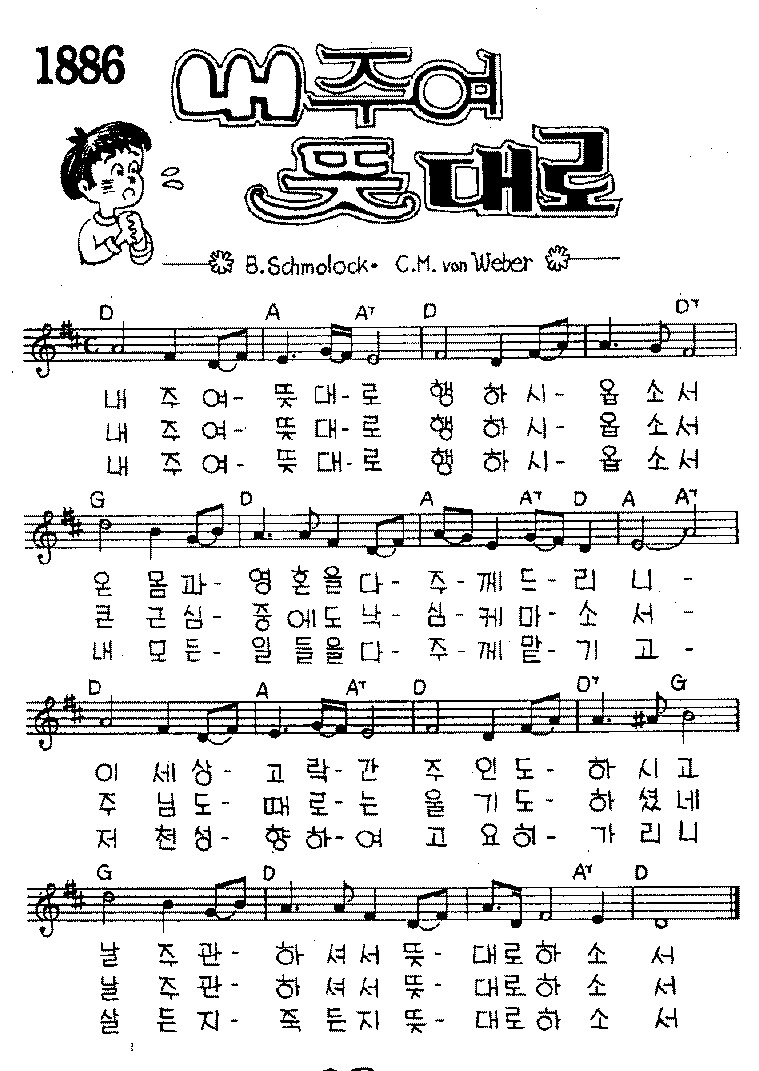 1886
내 주여
뜻 대로
B. Schmolock · C.M. von Weber
D A A7 D D7
내 주 여- 뜻 대-로 행 하 시- 옵 소 서
내 주 여- 뜻 대-로 행 하 시- 옵 소 서
내 주 여- 뜻 대-로 행 하 시- 옵 소 서
G D A A7 D A A7
온 몸 과- 영 혼 을 다- 주-께 드-리 니-
큰 근 심- 중 에 도 낙- 심-케 마-소 서-
내 모 든- 일 들 을 다- 주-께 맡-기 고-
D A A7 D D7 G
이 세 상- 고 락-간 주 인 도- 하 시 고
주 님 도- 때 로-는 울 기 도- 하 셨 네
저 천 성- 향 하-여 고 요 히- 가 리 니
G D A7 D
날 주 관- 하 셔 서 뜻- 대 로 하 소 서
날 주 관- 하 셔 서 뜻- 대 로 하 소 서
살 든 지- 죽 든 지 뜻- 대 로 하 소 서